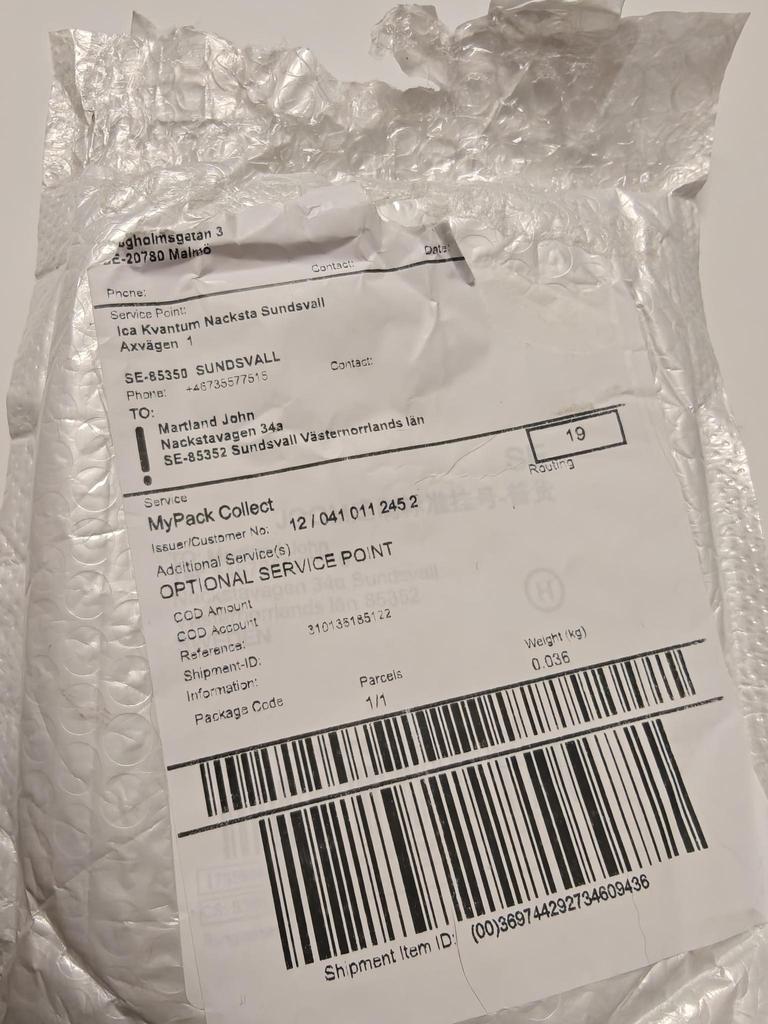 gholmsgatan 3
SE-20780 Malmö
Phone: Contact: Date:
Service Point:
Ica Kvantum Nacksta Sundsvall
Axvägen 1
SE-85350 SUNDSVALL
Phone: +46735577515 Contact:
TO:
Martland John
Nackstavagen 34a
SE-85352 Sundsvall Västernorrlands län
19
Routing
Service
MyPack Collect
Issuer/Customer No: 12 / 041 011 245 2
Additional Service(s)
OPTIONAL SERVICE POINT
COD Amount
COD Account
Reference: 310135185122
Shipment-ID:
Information: Parcels Weight (kg)
Package Code 1/1 0.036
Shipment Item ID: (00)369744292734609436